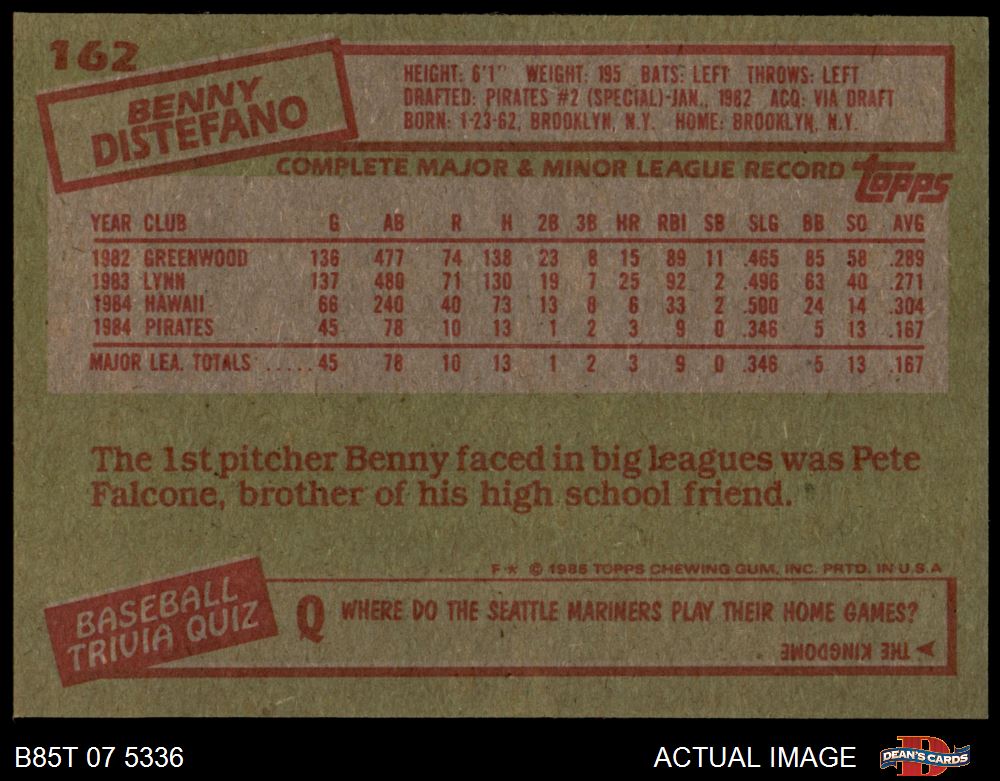 162
BENNY
DISTEFANO
HEIGHT: 6'1" WEIGHT: 195 BATS: LEFT THROWS: LEFT
DRAFTED: PIRATES #2 (SPECIAL)-JAN., 1982 ACQ: VIA DRAFT
BORN: 1-23-62, BROOKLYN, N.Y. HOME: BROOKLYN, N.Y.
COMPLETE MAJOR & MINOR LEAGUE RECORD topps
YEAR CLUB G AB R H 2B 3B HR RBI SB SLG BB SO AVG
1982 GREENWOOD 136 477 74 138 23 8 15 89 11 .465 85 58 .289
1983 LYNN 137 480 71 130 19 7 25 92 2 .496 63 40 .271
1984 HAWAII 66 240 40 73 13 8 6 33 2 .500 24 14 .304
1984 PIRATES 45 78 10 13 1 2 3 9 0 .346 5 13 .167
MAJOR LEA. TOTALS ..... 45 78 10 13 1 2 3 9 0 .346 5 13 .167
The 1st pitcher Benny faced in big leagues was Pete
Falcone, brother of his high school friend.
F* © 1985 TOPPS CHEWING GUM, INC. PRTD. IN U.S.A
BASEBALL
TRIVIA QUIZ
Q WHERE DO THE SEATTLE MARINERS PLAY THEIR HOME GAMES?
THE KINGDOME
B85T 07 5336 ACTUAL IMAGE DEAN'S CARDS